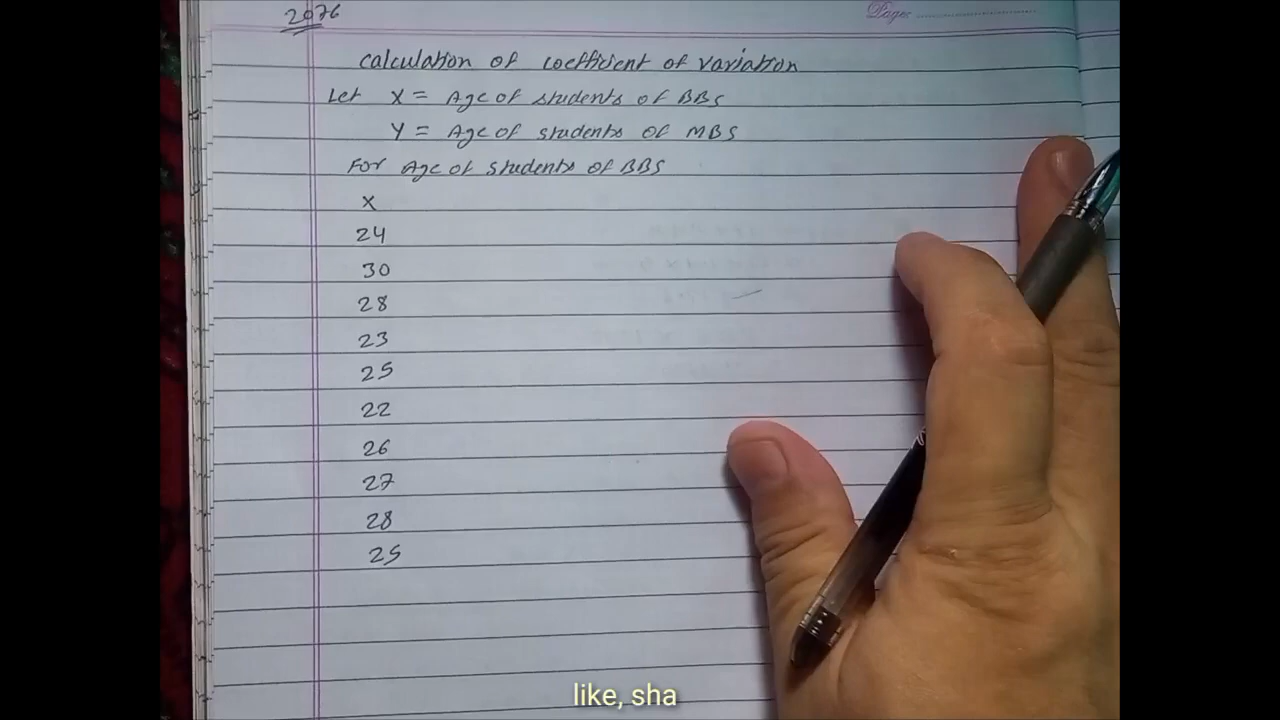 2076
Page:
calculation of coefficient of variation
Let X = Age of students of BBS
Y = Age of students of MBS
For Age of students of BBS
X
24
30
28
23
25
22
26
27
28
25
like, sha